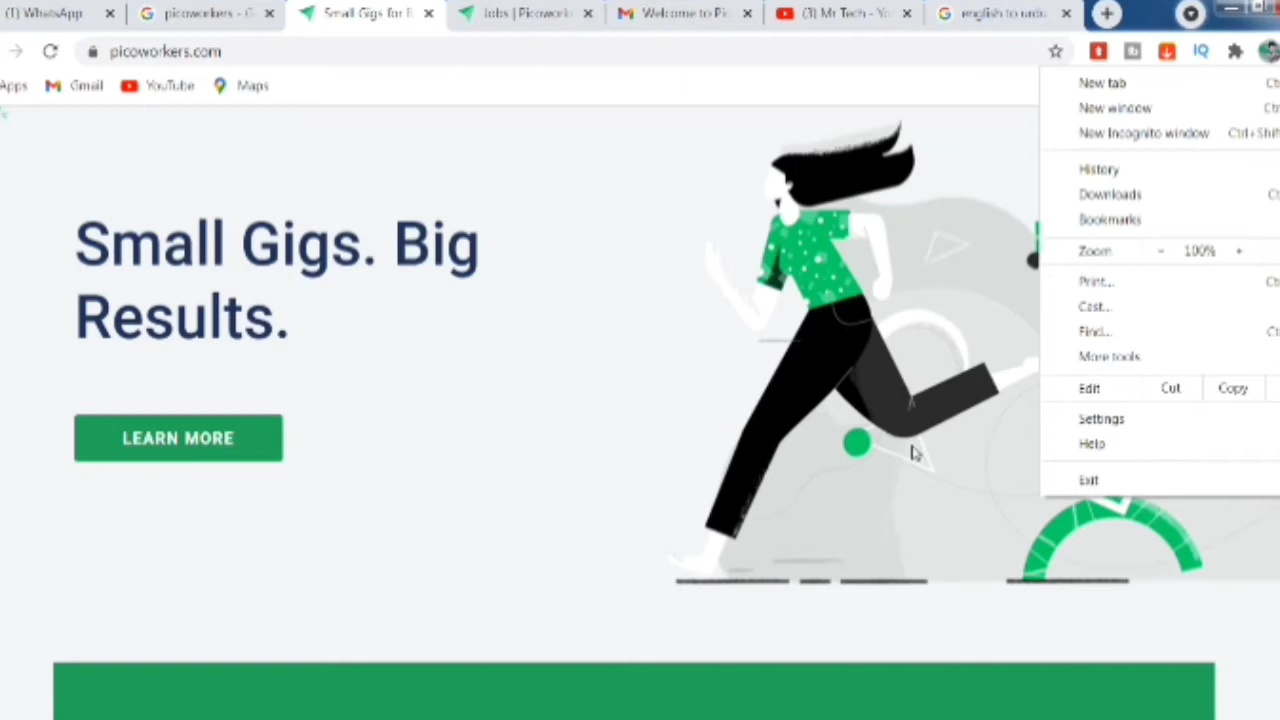 (1) WhatsApp
picoworkers - G
Small Gigs for F
Jobs | Picowork
Welcome to Pic
(3) Mr Tech - Yo
english to urdu
picoworkers.com
IQ
Apps
Gmail
YouTube
Maps
New tab
New window
New Incognito window Ctrl+Shift
History
Downloads
Bookmarks
Zoom - 100% +
Print...
Cast...
Find...
More tools
Edit Cut Copy
Settings
Help
Exit
Small Gigs. Big
Results.
LEARN MORE